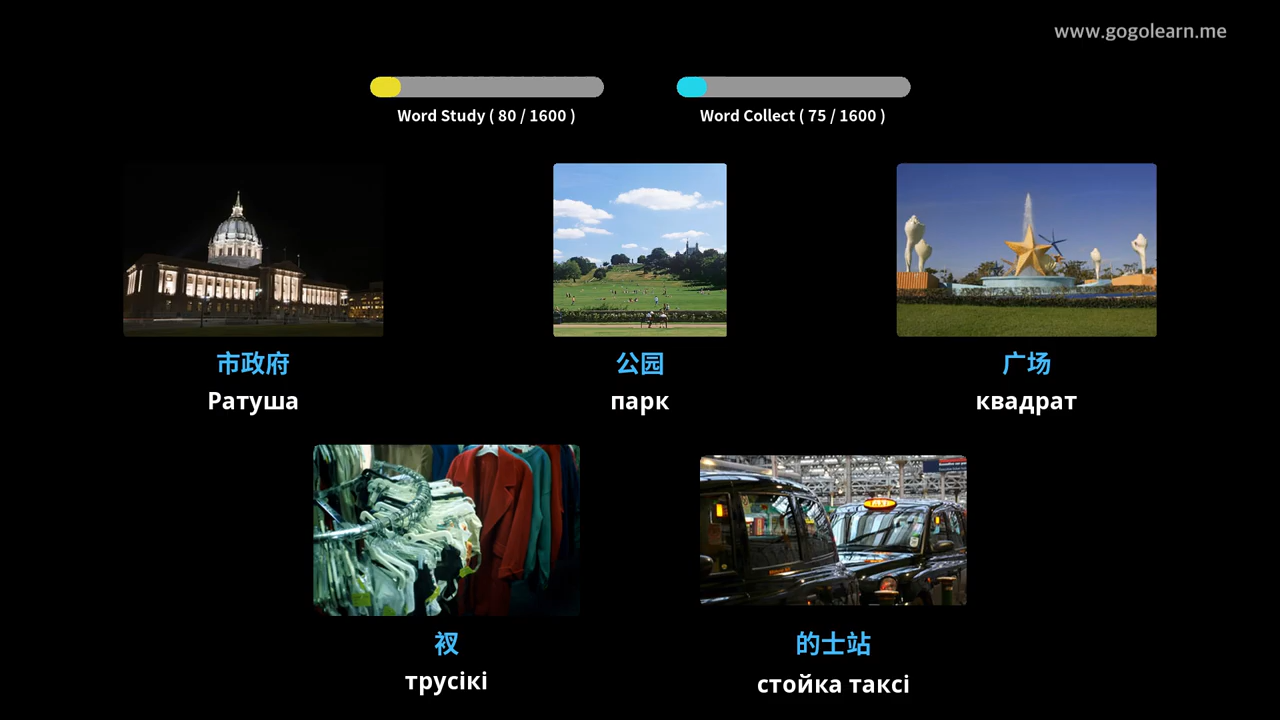 www.gogolearn.me
Word Study ( 80 / 1600 )
Word Collect ( 75 / 1600 )
市政府
Ратуша
公园
парк
广场
квадрат
衩
трусікі
的士站
стойка таксі
TAXI